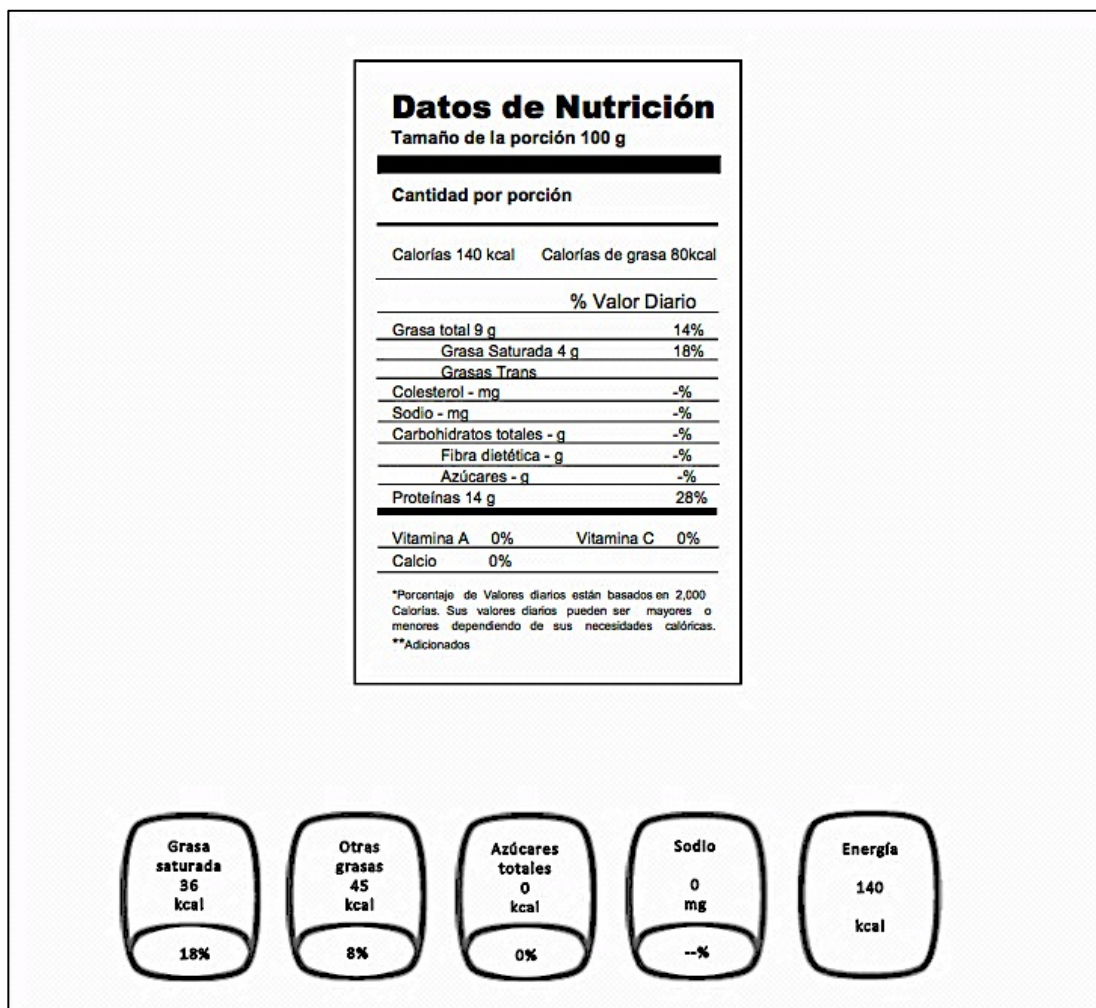 Datos de Nutrición
Tamaño de la porción 100 g
Cantidad por porción
Calorías 140 kcal Calorías de grasa 80kcal
% Valor Diario
Grasa total 9 g 14%
Grasa Saturada 4 g 18%
Grasas Trans
Colesterol - mg -%
Sodio - mg -%
Carbohidratos totales - g -%
Fibra dietética - g -%
Azúcares - g -%
Proteínas 14 g 28%
Vitamina A 0% Vitamina C 0%
Calcio 0%
*Porcentaje de Valores diarios están basados en 2,000
Calorías. Sus valores diarios pueden ser mayores o
menores dependiendo de sus necesidades calóricas.
**Adicionados
Grasa
saturada
36
kcal
18%
Otras
grasas
45
kcal
8%
Azúcares
totales
0
kcal
0%
Sodio
0
mg
--%
Energía
140
kcal